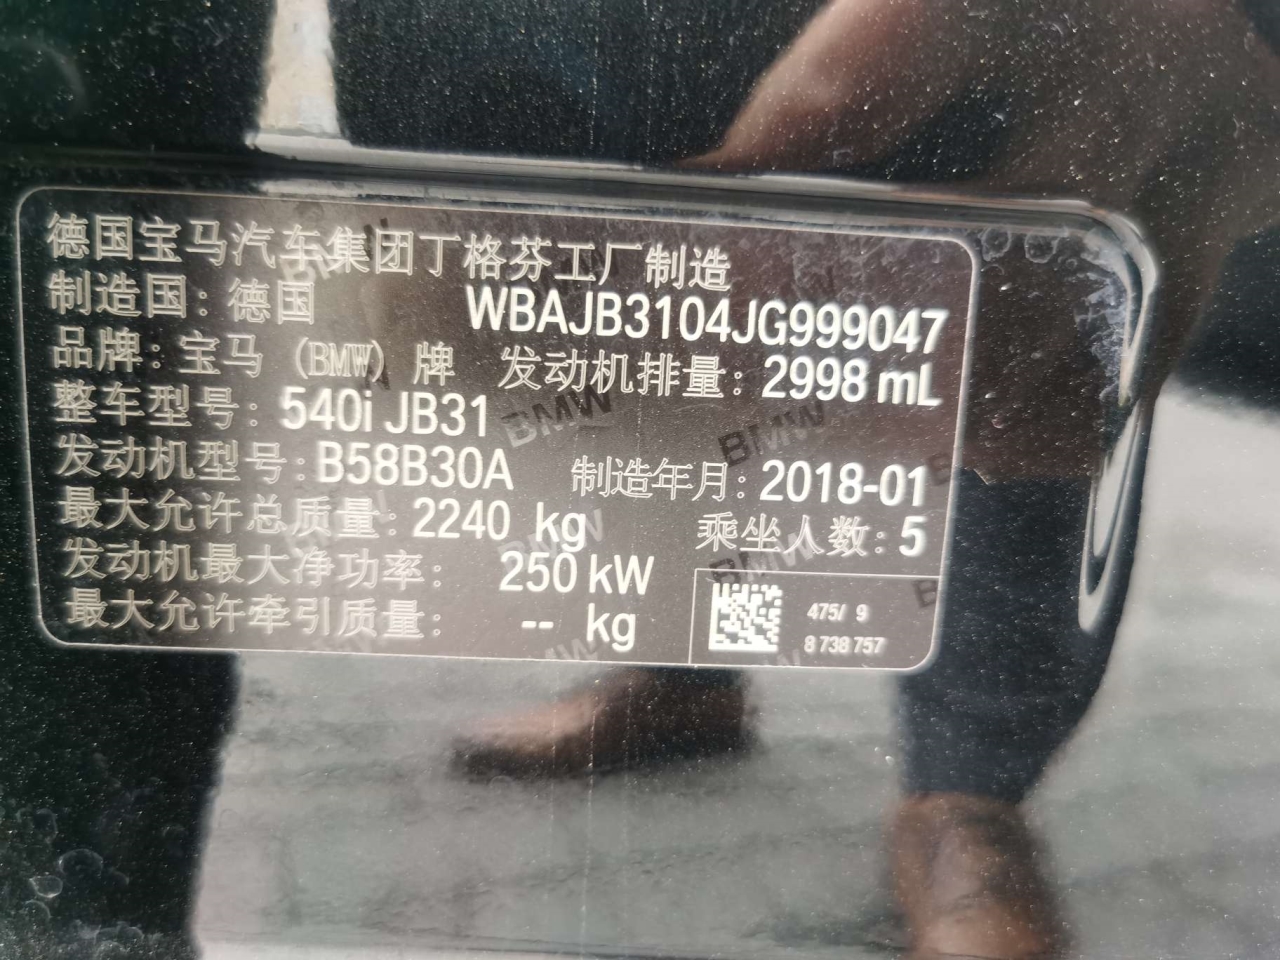 德国宝马汽车集团丁格芬工厂制造
制造国：德国 WBAJB3104JG999047
品牌：宝马 (BMW) 牌 发动机排量：2998 mL
整车型号：540i JB31
发动机型号：B58B30A 制造年月：2018-01
最大允许总质量：2240 kg 乘坐人数：5
发动机最大净功率： 250 kW
最大允许牵引质量： -- kg
475/ 9
8 738 757
BMW
BMW
BMW